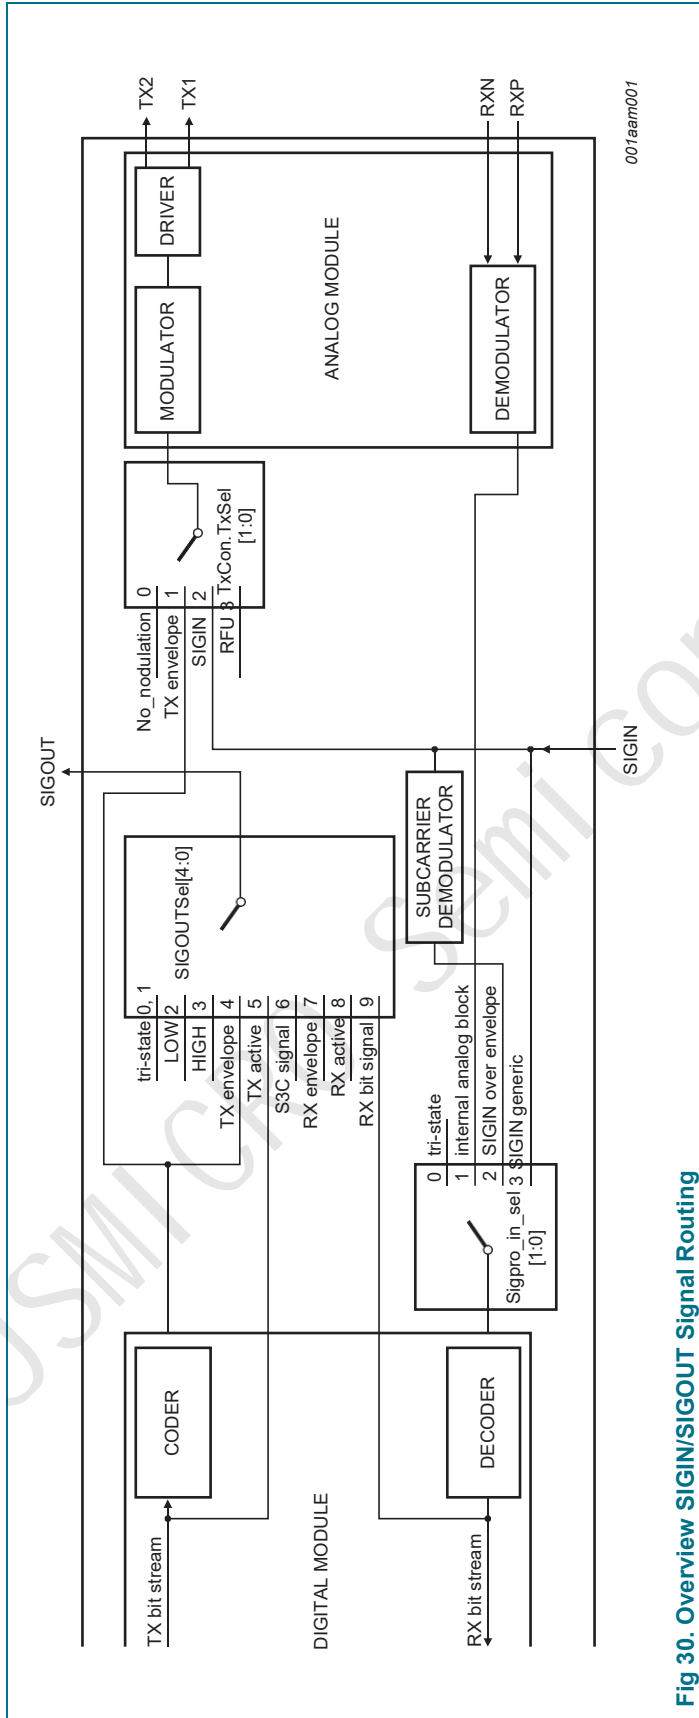 TX bit stream
CODER
DIGITAL MODULE
RX bit stream
DECODER
tri-state 0, 1
LOW 2
HIGH 3
TX envelope 4
TX active 5
S3C signal 6
RX envelope 7
RX active 8
RX bit signal 9
SIGOUTSel[4:0]
SIGOUT
0 tri-state
1 internal analog block
2 SIGIN over envelope
3 SIGIN generic
Sigpro_in_sel
[1:0]
SUBCARRIER
DEMODULATOR
SIGIN
No_nodulation 0
TX envelope 1
SIGIN 2
RFU 3
TxCon.TxSel
[1:0]
MODULATOR
DRIVER
TX2
TX1
ANALOG MODULE
DEMODULATOR
RXN
RXP
001aam001
Fig 30. Overview SIGIN/SIGOUT Signal Routing